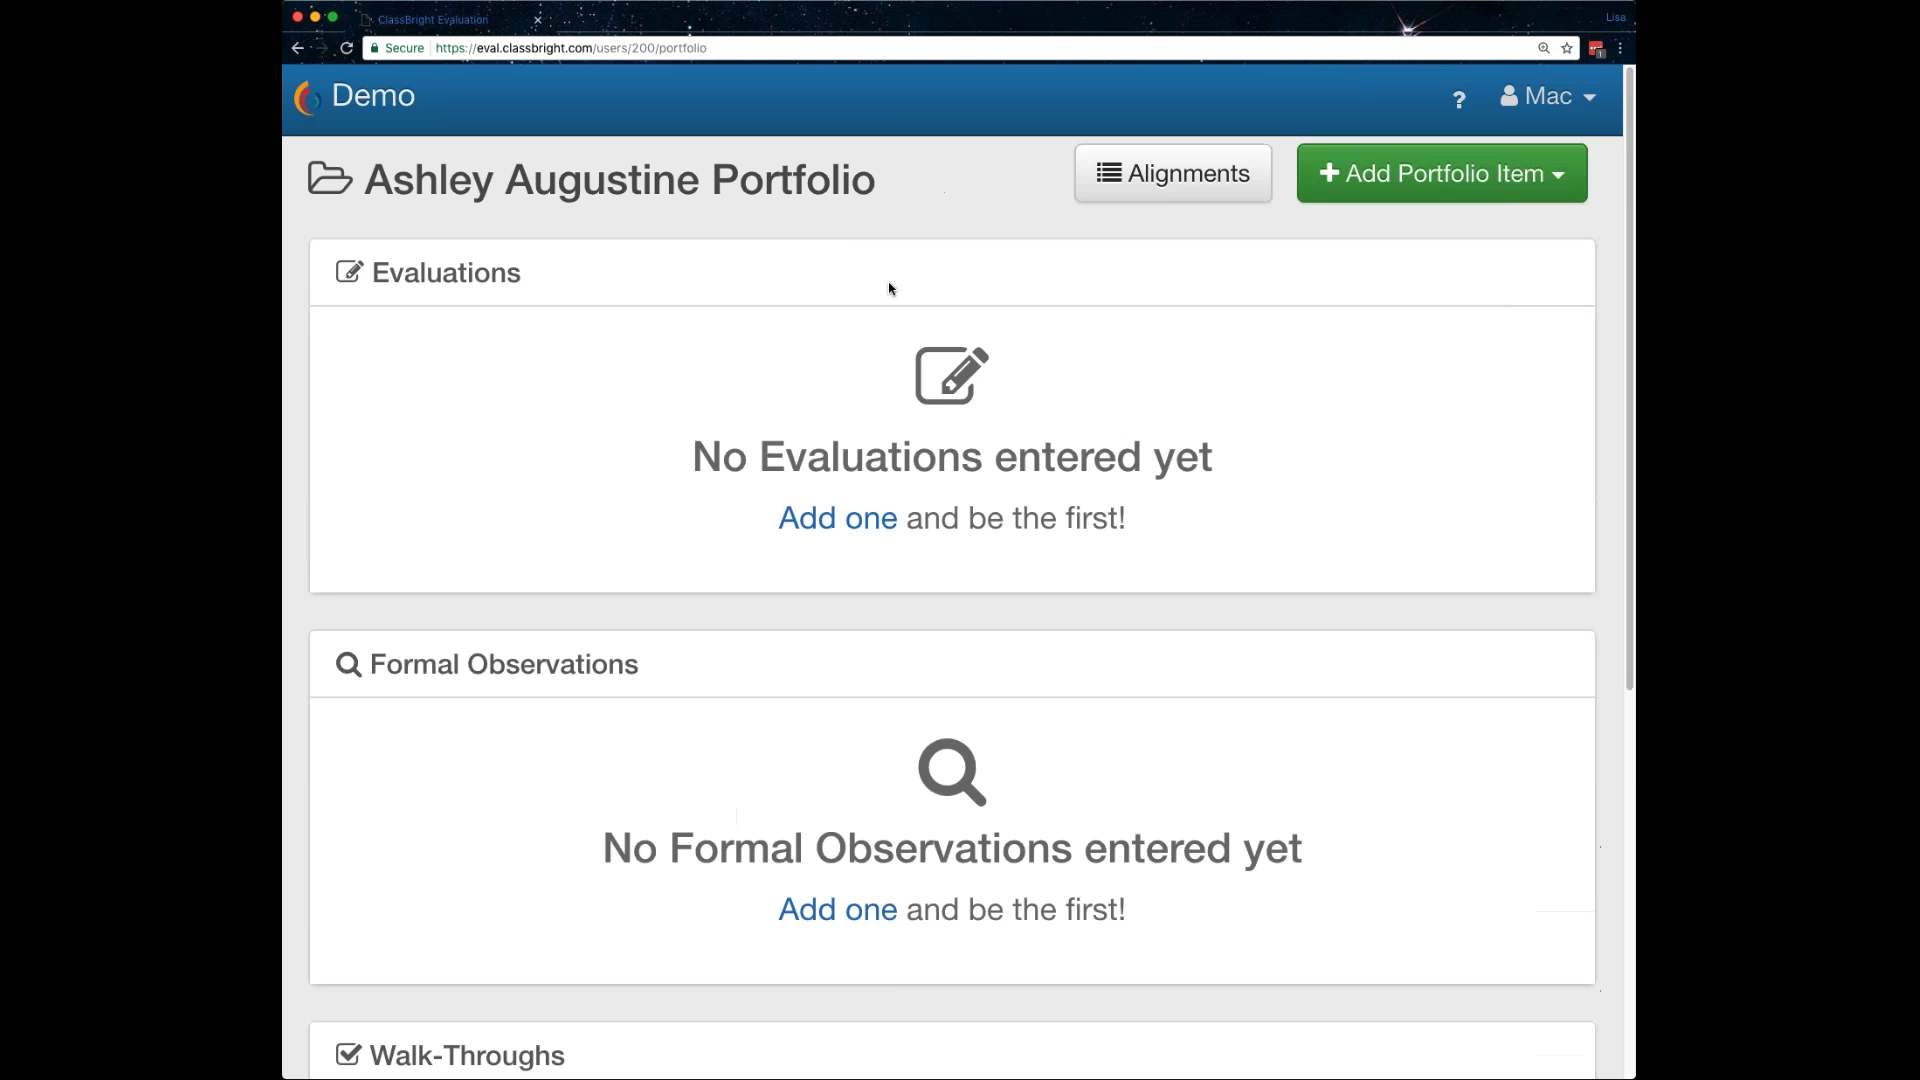 ClassBright Evaluation
Lisa
Secure https://eval.classbright.com/users/200/portfolio
Demo
? Mac
Ashley Augustine Portfolio
Alignments
Add Portfolio Item
Evaluations
No Evaluations entered yet
Add one and be the first!
Formal Observations
No Formal Observations entered yet
Add one and be the first!
Walk-Throughs